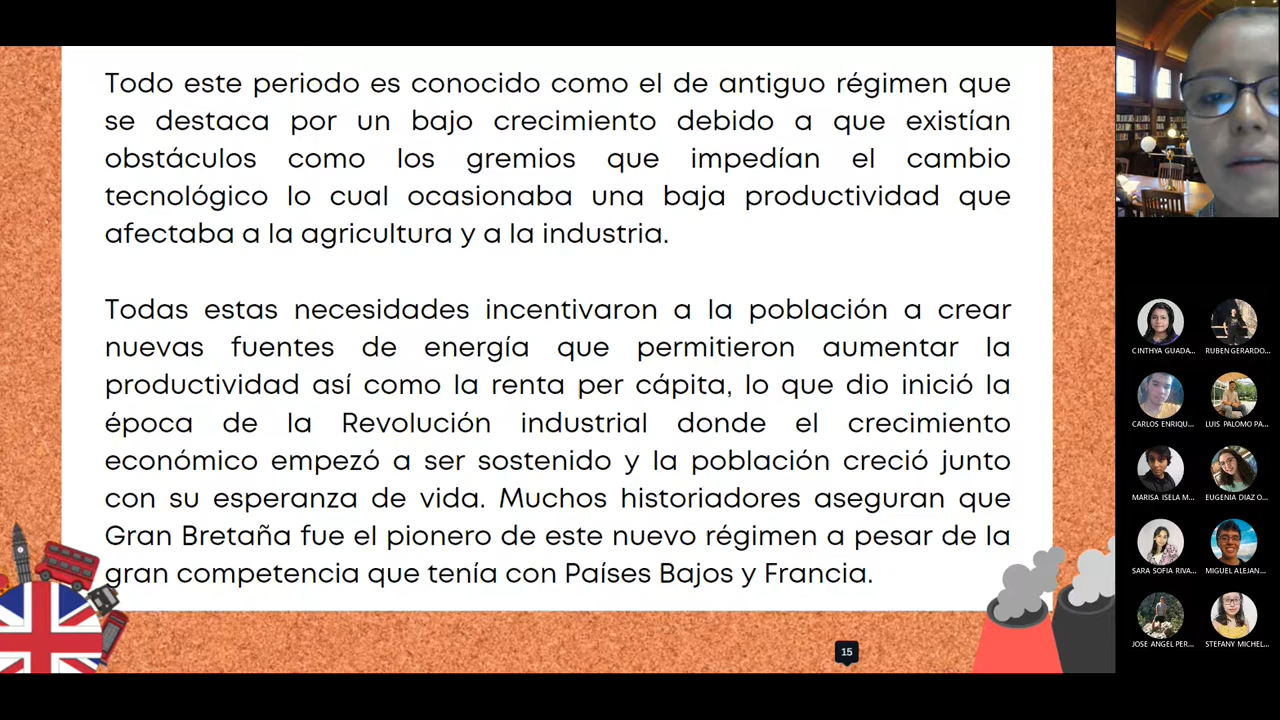 Todo este periodo es conocido como el de antiguo régimen que
se destaca por un bajo crecimiento debido a que existían
obstáculos como los gremios que impedían el cambio
tecnológico lo cual ocasionaba una baja productividad que
afectaba a la agricultura y a la industria.
Todas estas necesidades incentivaron a la población a crear
nuevas fuentes de energía que permitieron aumentar la
productividad así como la renta per cápita, lo que dio inició la
época de la Revolución industrial donde el crecimiento
económico empezó a ser sostenido y la población creció junto
con su esperanza de vida. Muchos historiadores aseguran que
Gran Bretaña fue el pionero de este nuevo régimen a pesar de la
gran competencia que tenía con Países Bajos y Francia.
15
CINTHYA GUADA...
RUBEN GERARDO...
CARLOS ENRIQU...
LUIS PALOMO PA...
MARISA ISELA M...
EUGENIA DIAZ O...
SARA SOFIA RIVA...
MIGUEL ALEJAN...
JOSE ANGEL PER...
STEFANY MICHEL...